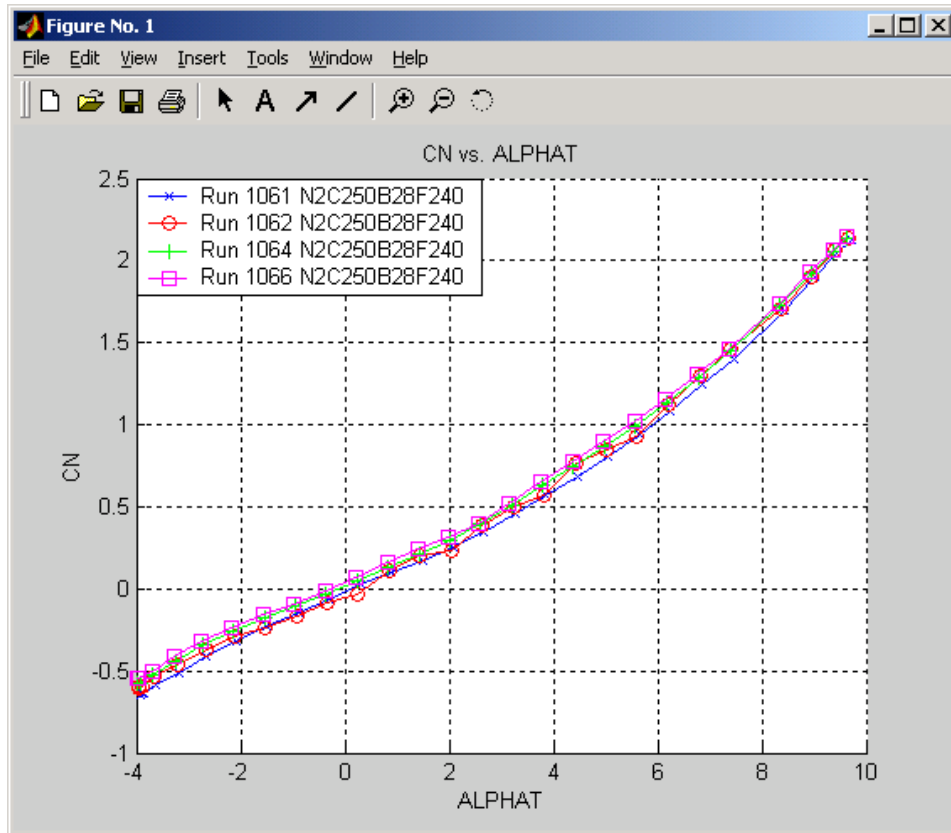 Figure No. 1
File Edit View Insert Tools Window Help
A
CN vs. ALPHAT
Run 1061 N2C250B28F240
Run 1062 N2C250B28F240
Run 1064 N2C250B28F240
Run 1066 N2C250B28F240
2.5
2
1.5
1
0.5
0
-0.5
-1
CN
-4 -2 0 2 4 6 8 10
ALPHAT